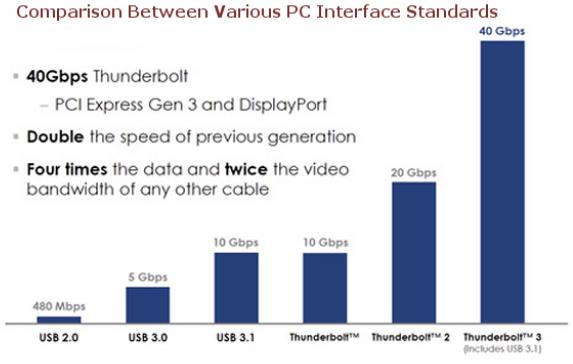 Comparison Between Various PC Interface Standards
40 Gbps
▪ 40Gbps Thunderbolt
– PCI Express Gen 3 and DisplayPort
▪ Double the speed of previous generation
▪ Four times the data and twice the video
bandwidth of any other cable
20 Gbps
10 Gbps
10 Gbps
5 Gbps
480 Mbps
USB 2.0
USB 3.0
USB 3.1
Thunderbolt™
Thunderbolt™ 2
Thunderbolt™ 3
(Includes USB 3.1)